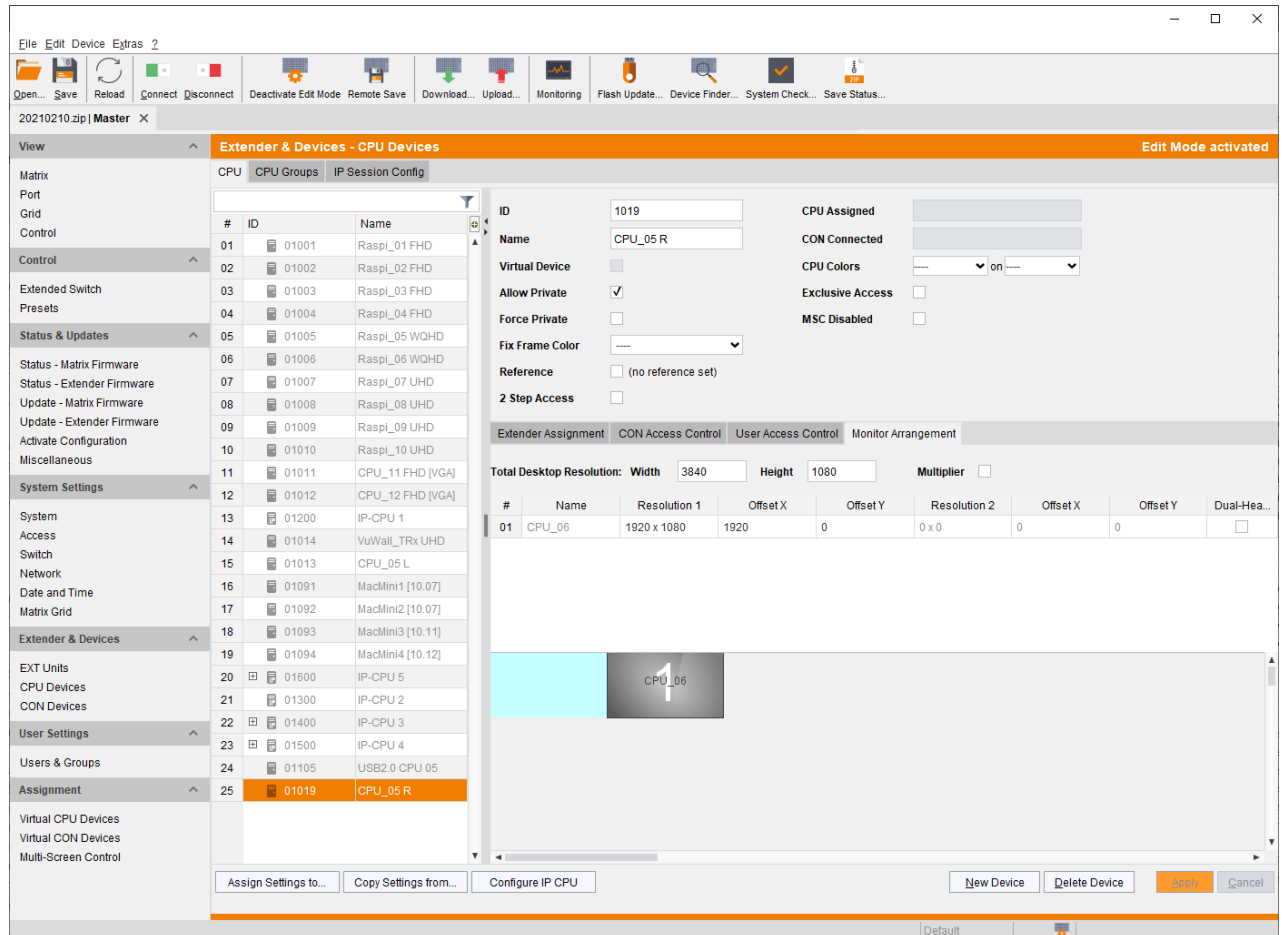 File Edit Device Extras ?
Open... Save Reload Connect Disconnect Deactivate Edit Mode Remote Save Download... Upload... Monitoring Flash Update... Device Finder... System Check... Save Status...
20210210.zip | Master
View
Matrix
Port
Grid
Control
Control
Extended Switch
Presets
Status & Updates
Status - Matrix Firmware
Status - Extender Firmware
Update - Matrix Firmware
Update - Extender Firmware
Activate Configuration
Miscellaneous
System Settings
System
Access
Switch
Network
Date and Time
Matrix Grid
Extender & Devices
EXT Units
CPU Devices
CON Devices
User Settings
Users & Groups
Assignment
Virtual CPU Devices
Virtual CON Devices
Multi-Screen Control
Extender & Devices - CPU Devices Edit Mode activated
CPU CPU Groups IP Session Config
# ID Name
01 01001 Raspi_01 FHD
02 01002 Raspi_02 FHD
03 01003 Raspi_03 FHD
04 01004 Raspi_04 FHD
05 01005 Raspi_05 WQHD
06 01006 Raspi_06 WQHD
07 01007 Raspi_07 UHD
08 01008 Raspi_08 UHD
09 01009 Raspi_09 UHD
10 01010 Raspi_10 UHD
11 01011 CPU_11 FHD [VGA]
12 01012 CPU_12 FHD [VGA]
13 01200 IP-CPU 1
14 01014 VuWall_TRx UHD
15 01013 CPU_05 L
16 01091 MacMini1 [10.07]
17 01092 MacMini2 [10.07]
18 01093 MacMini3 [10.11]
19 01094 MacMini4 [10.12]
20 01600 IP-CPU 5
21 01300 IP-CPU 2
22 01400 IP-CPU 3
23 01500 IP-CPU 4
24 01105 USB2.0 CPU 05
25 01019 CPU_05 R
ID 1019 CPU Assigned
Name CPU_05 R CON Connected
Virtual Device CPU Colors ---- on ----
Allow Private Exclusive Access
Force Private MSC Disabled
Fix Frame Color ----
Reference (no reference set)
2 Step Access
Extender Assignment CON Access Control User Access Control Monitor Arrangement
Total Desktop Resolution: Width 3840 Height 1080 Multiplier
# Name Resolution 1 Offset X Offset Y Resolution 2 Offset X Offset Y Dual-Hea...
01 CPU_06 1920 x 1080 1920 0 0 x 0 0 0
1
CPU_06
Assign Settings to... Copy Settings from... Configure IP CPU New Device Delete Device Apply Cancel
Default